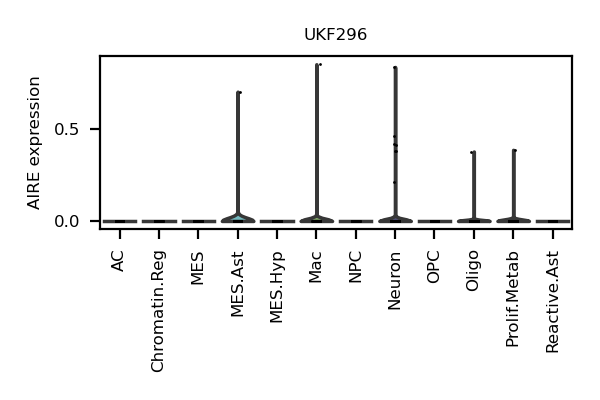 UKF296
AIRE expression
0.5
0.0
AC
Chromatin.Reg
MES
MES.Ast
MES.Hyp
Mac
NPC
Neuron
OPC
Oligo
Prolif.Metab
Reactive.Ast